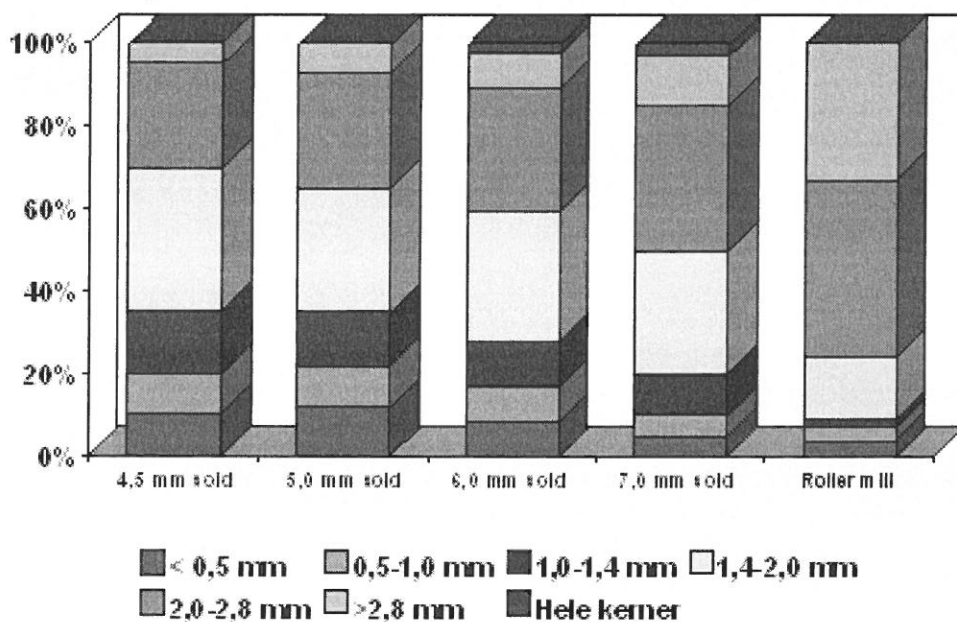 100%
80%
60%
40%
20%
0%
4,5 mm sold
5,0 mm sold
6,0 mm sold
7,0 mm sold
Roller mill
< 0,5 mm
0,5-1,0 mm
1,0-1,4 mm
1,4-2,0 mm
2,0-2,8 mm
>2,8 mm
Hele kerner